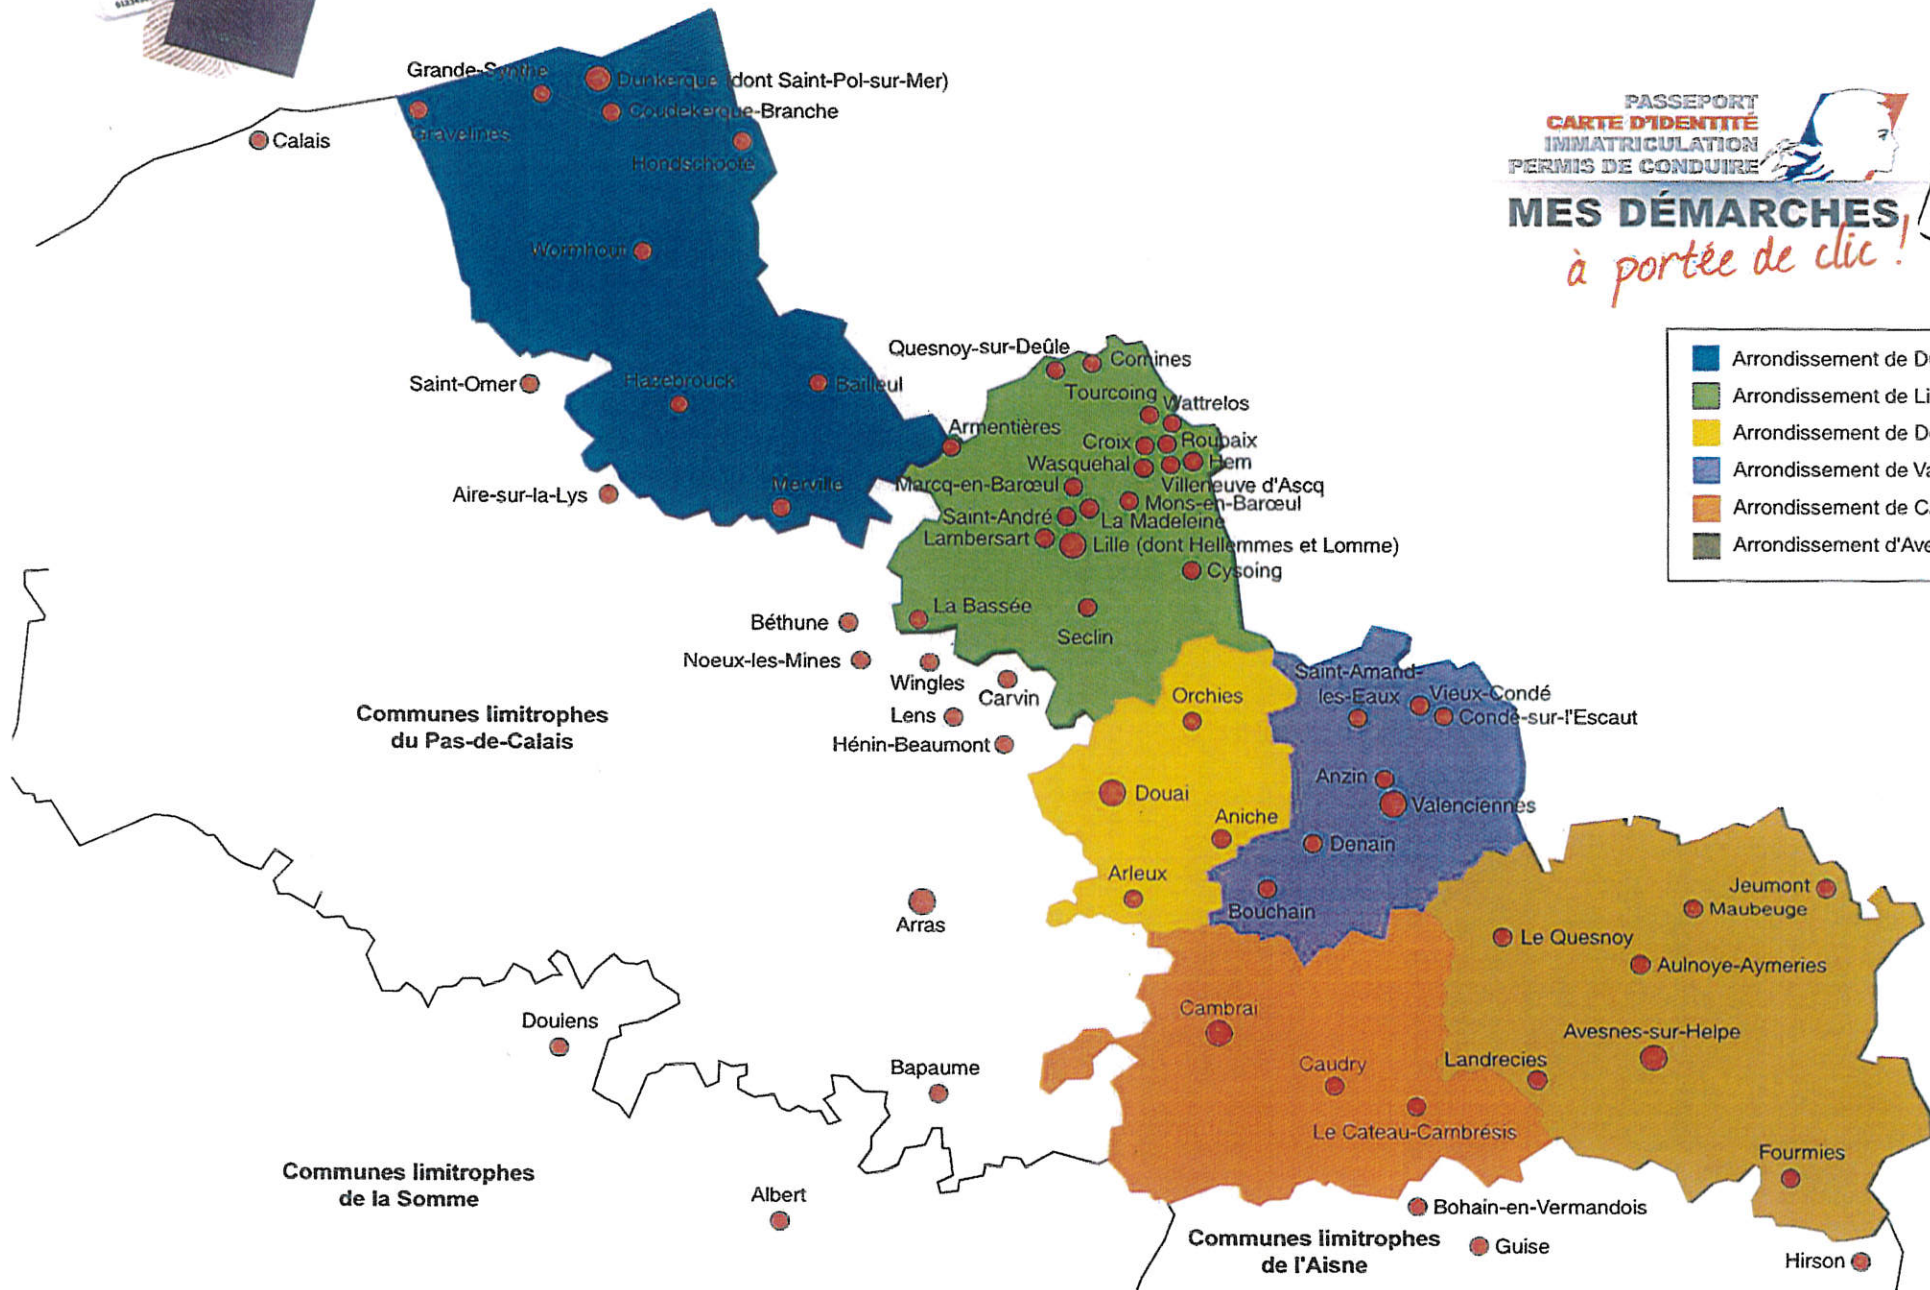 Grande-Synthe
Dunkerque (dont Saint-Pol-sur-Mer)
Coudekerque-Branche
Gravelines
Calais
Hondschoote
PASSEPORT
CARTE D'IDENTITÉ
IMMATRICULATION
PERMIS DE CONDUIRE
MES DÉMARCHES
à portée de clic !
Wormhout
Quesnoy-sur-Deûle
Comines
Saint-Omer
Hazebrouck
Bailleul
Tourcoing
Wattrelos
Armentières
Croix
Roubaix
Wasquehal
Hem
Aire-sur-la-Lys
Merville
Marcq-en-Barœul
Villeneuve d'Ascq
Mons-en-Barœul
Saint-André
La Madeleine
Lambersart
Lille (dont Hellemmes et Lomme)
Cysoing
Arrondissement de
Arrondissement de
Arrondissement de
Arrondissement de
Arrondissement de
Arrondissement
La Bassée
Béthune
Seclin
Noeux-les-Mines
Wingles
Carvin
Lens
Hénin-Beaumont
Communes limitrophes
du Pas-de-Calais
Orchies
Saint-Amand-
les-Eaux
Vieux-Condé
Condé-sur-l'Escaut
Douai
Anzin
Valenciennes
Aniche
Denain
Arleux
Bouchain
Arras
Jeumont
Maubeuge
Le Quesnoy
Aulnoye-Aymeries
Cambrai
Doulens
Avesnes-sur-Helpe
Bapaume
Caudry
Landrecies
Le Cateau-Cambrésis
Fourmies
Communes limitrophes
de la Somme
Albert
Bohain-en-Vermandois
Communes limitrophes
de l'Aisne
Guise
Hirson